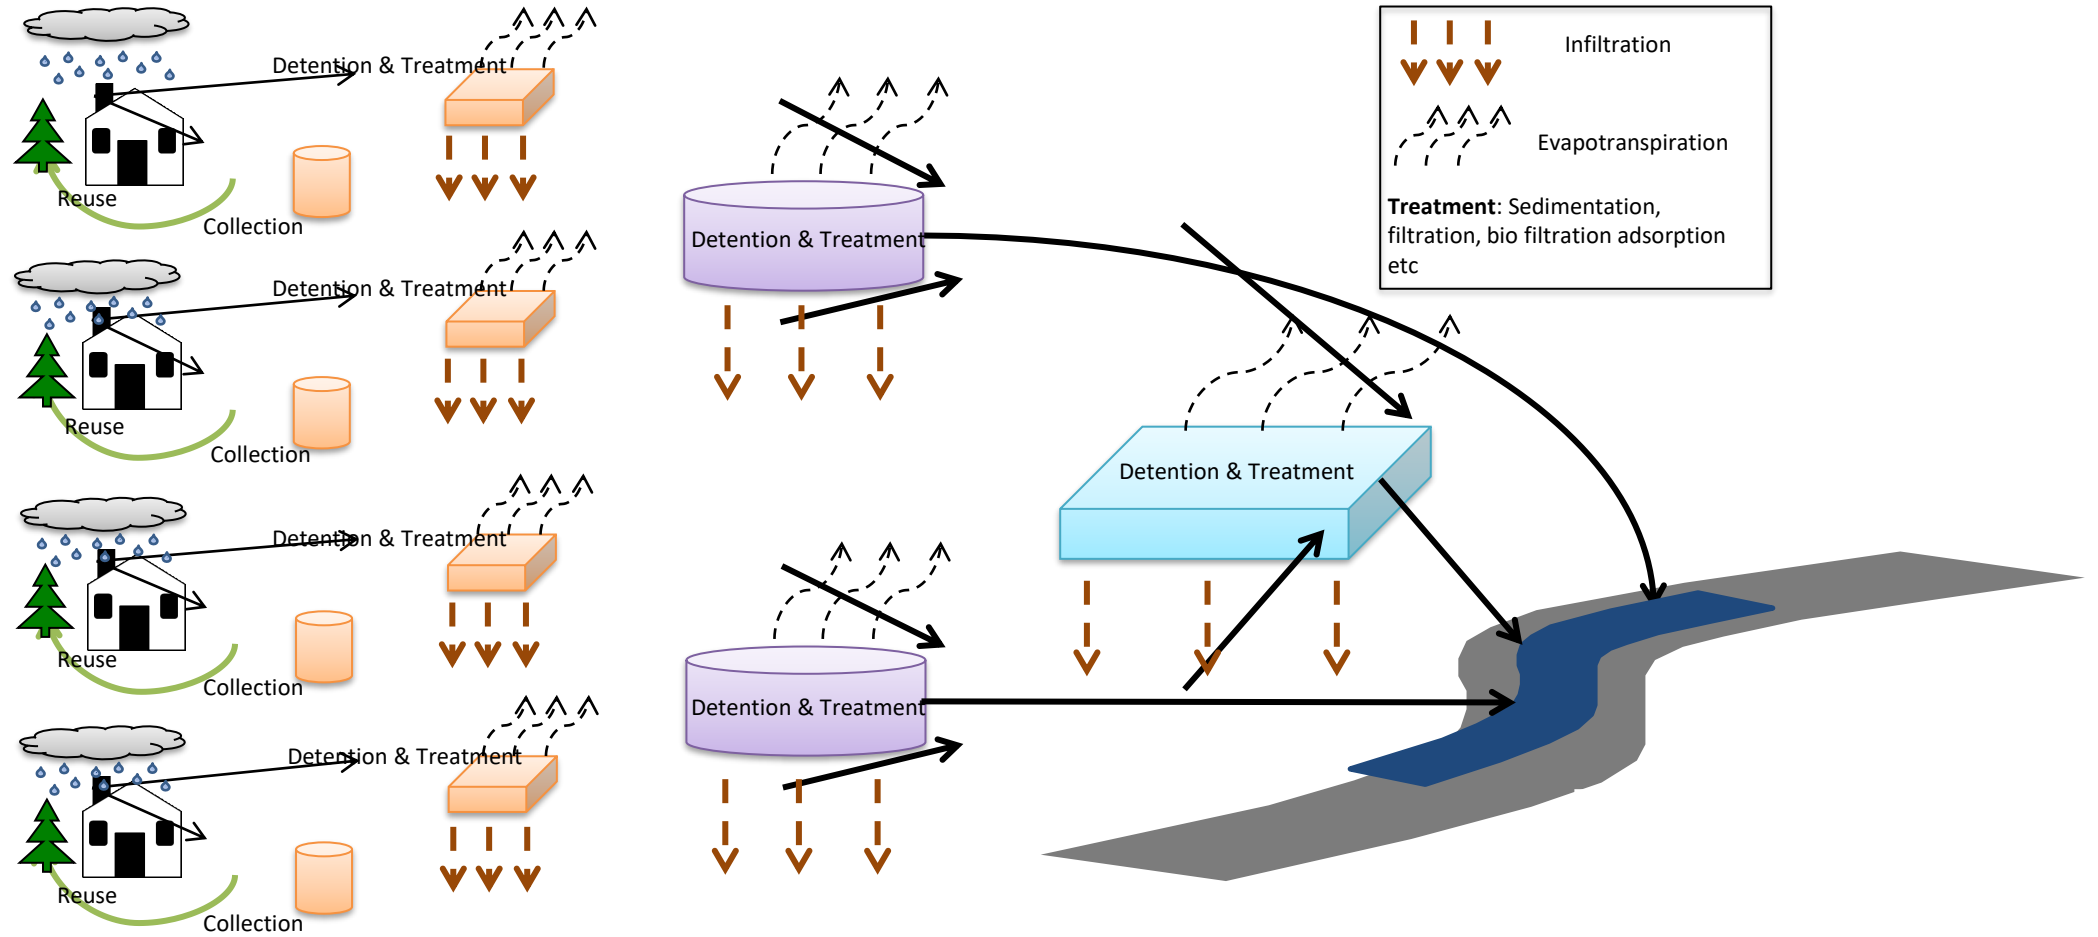 Detention & Treatment
Reuse
Collection
Detention & Treatment
Reuse
Collection
Detention & Treatment
Reuse
Collection
Detention & Treatment
Reuse
Collection
Detention & Treatment
Detention & Treatment
Detention & Treatment
Infiltration
Evapotranspiration
Treatment: Sedimentation,
filtration, bio filtration adsorption
etc